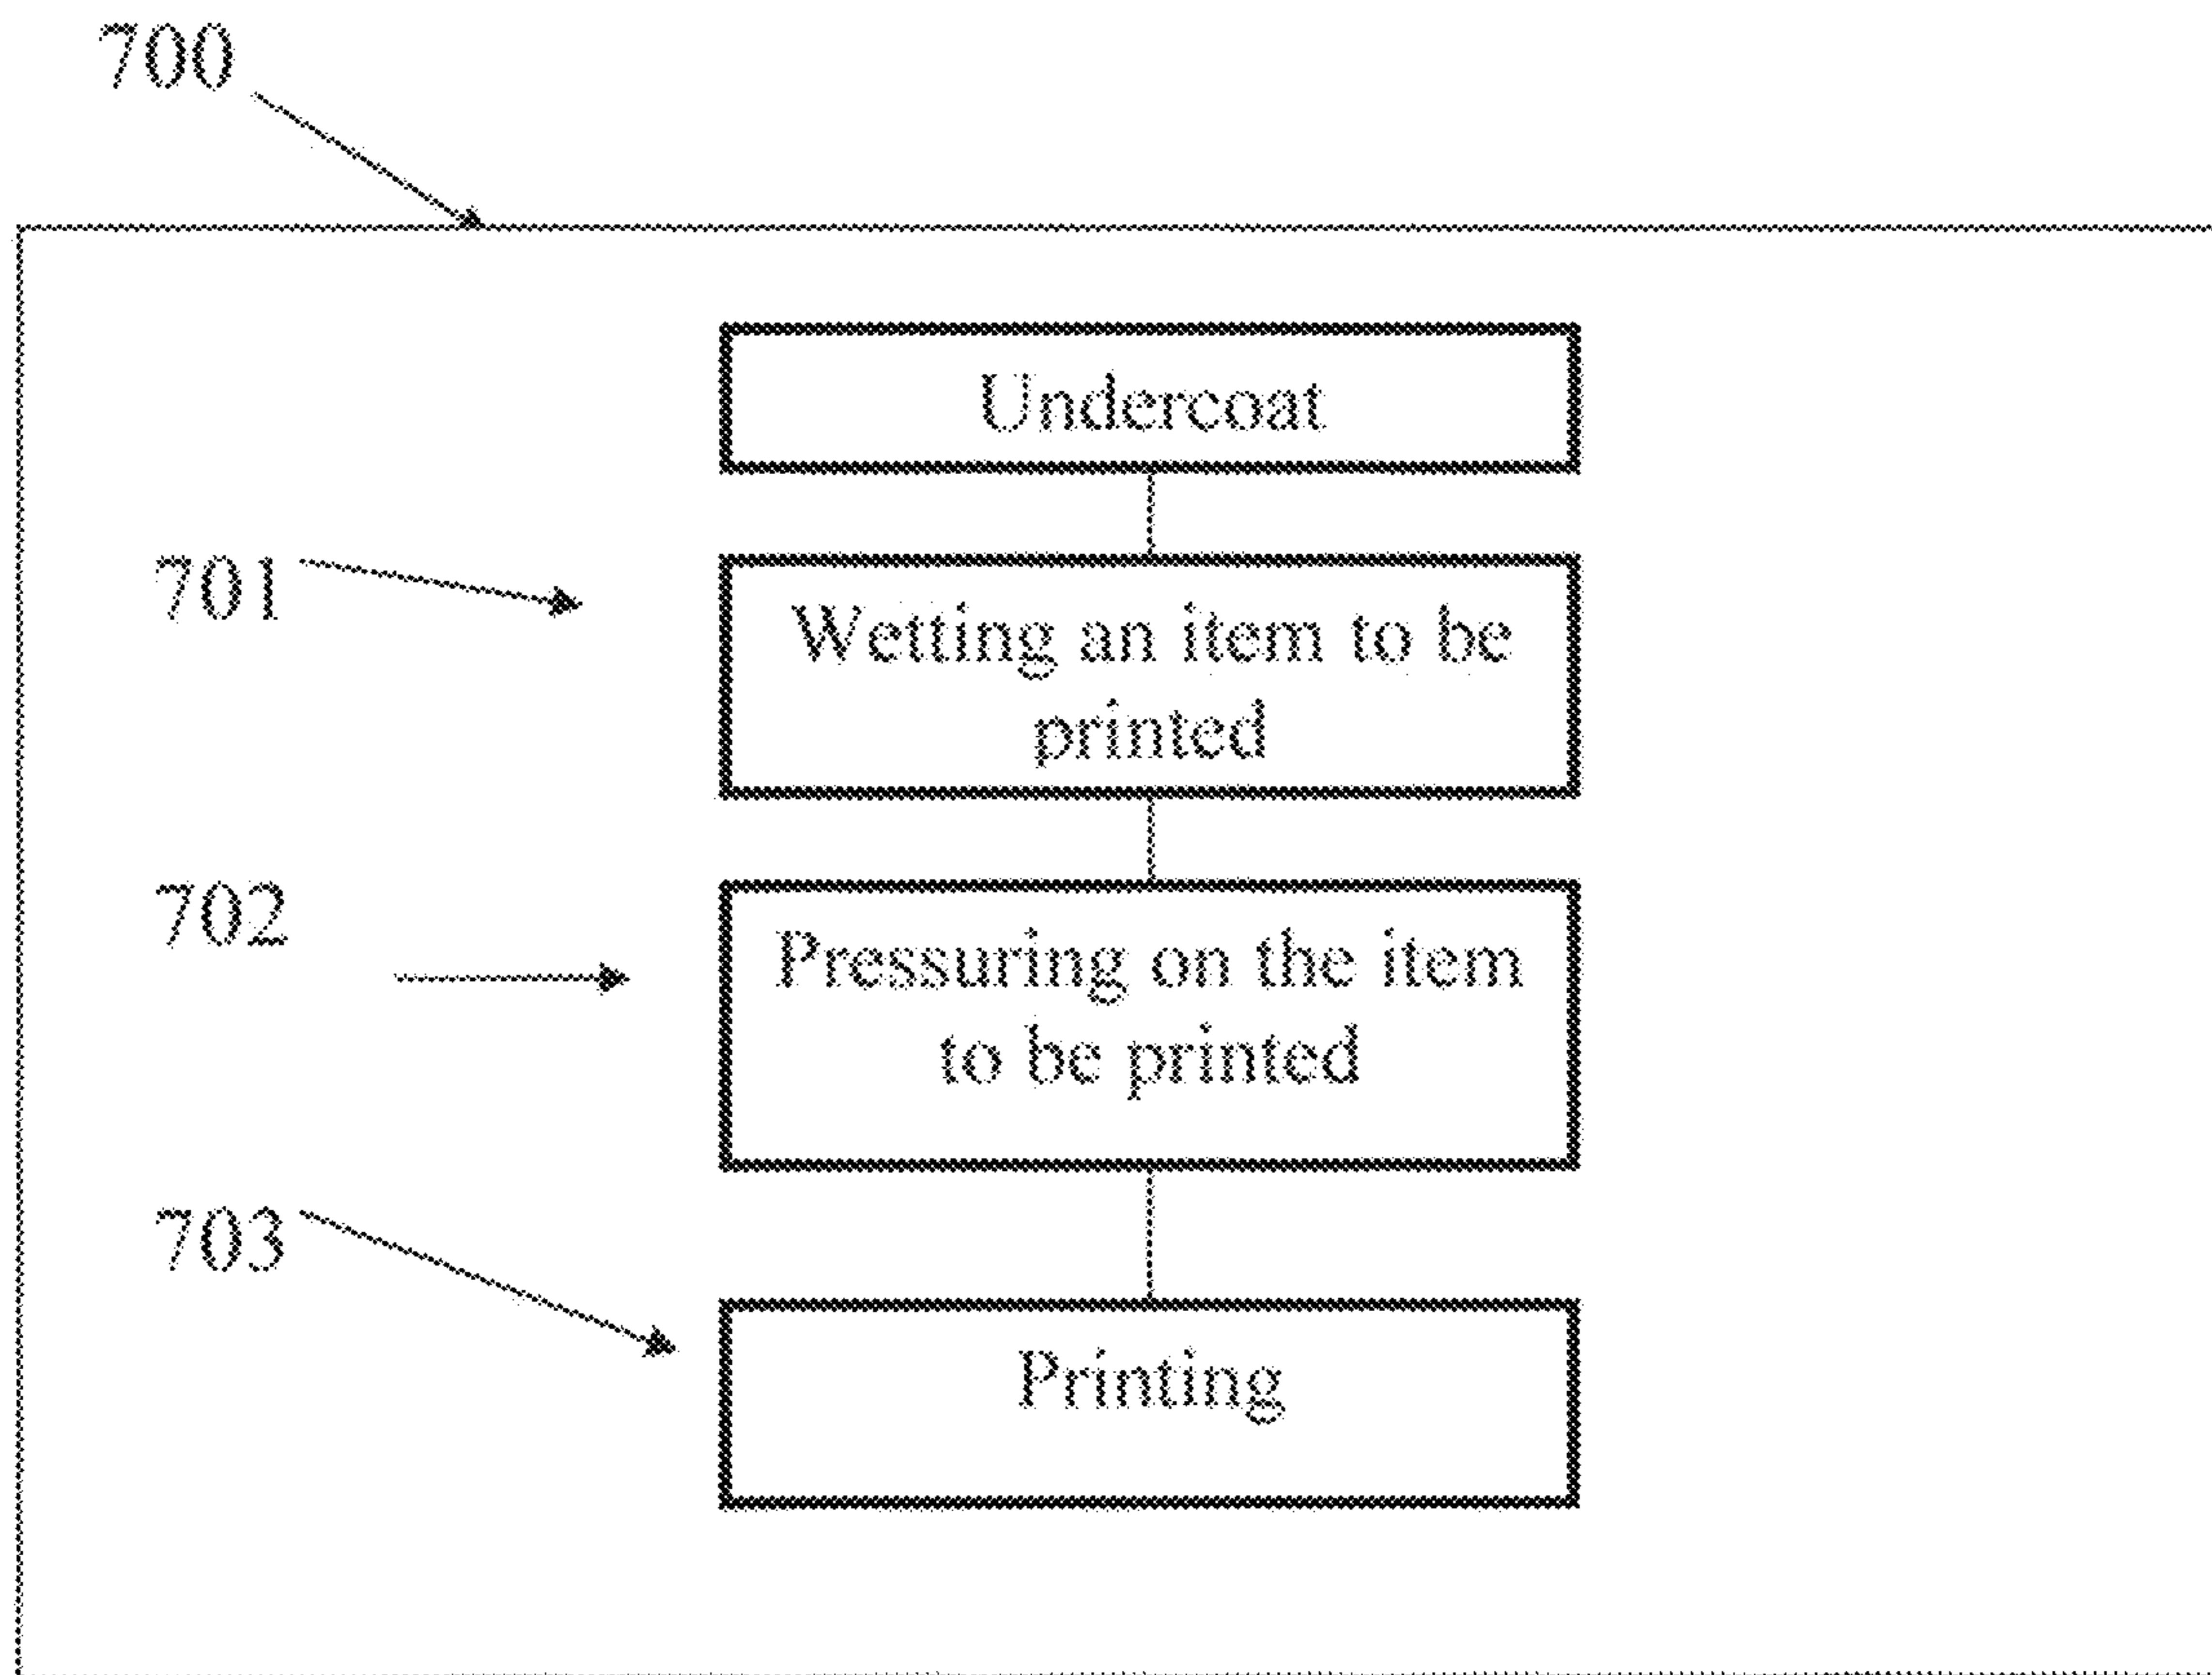 700
Undercoat
701
Wetting an item to be
printed
702
Pressuring on the item
to be printed
703
Printing